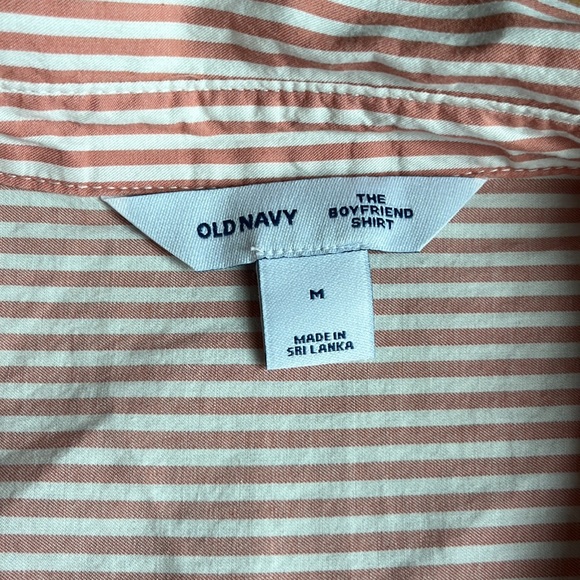 OLD NAVY
THE
BOYFRIEND
SHIRT
M
MADE IN
SRI LANKA